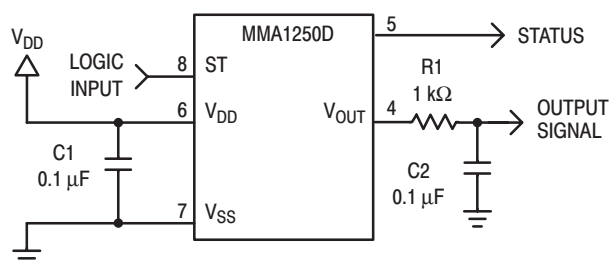 MMA1250D
5
STATUS
V_DD
LOGIC
INPUT
8
ST
R1
1 kΩ
6
V_DD
V_OUT
4
OUTPUT
SIGNAL
C1
0.1 μF
C2
0.1 μF
7
V_SS